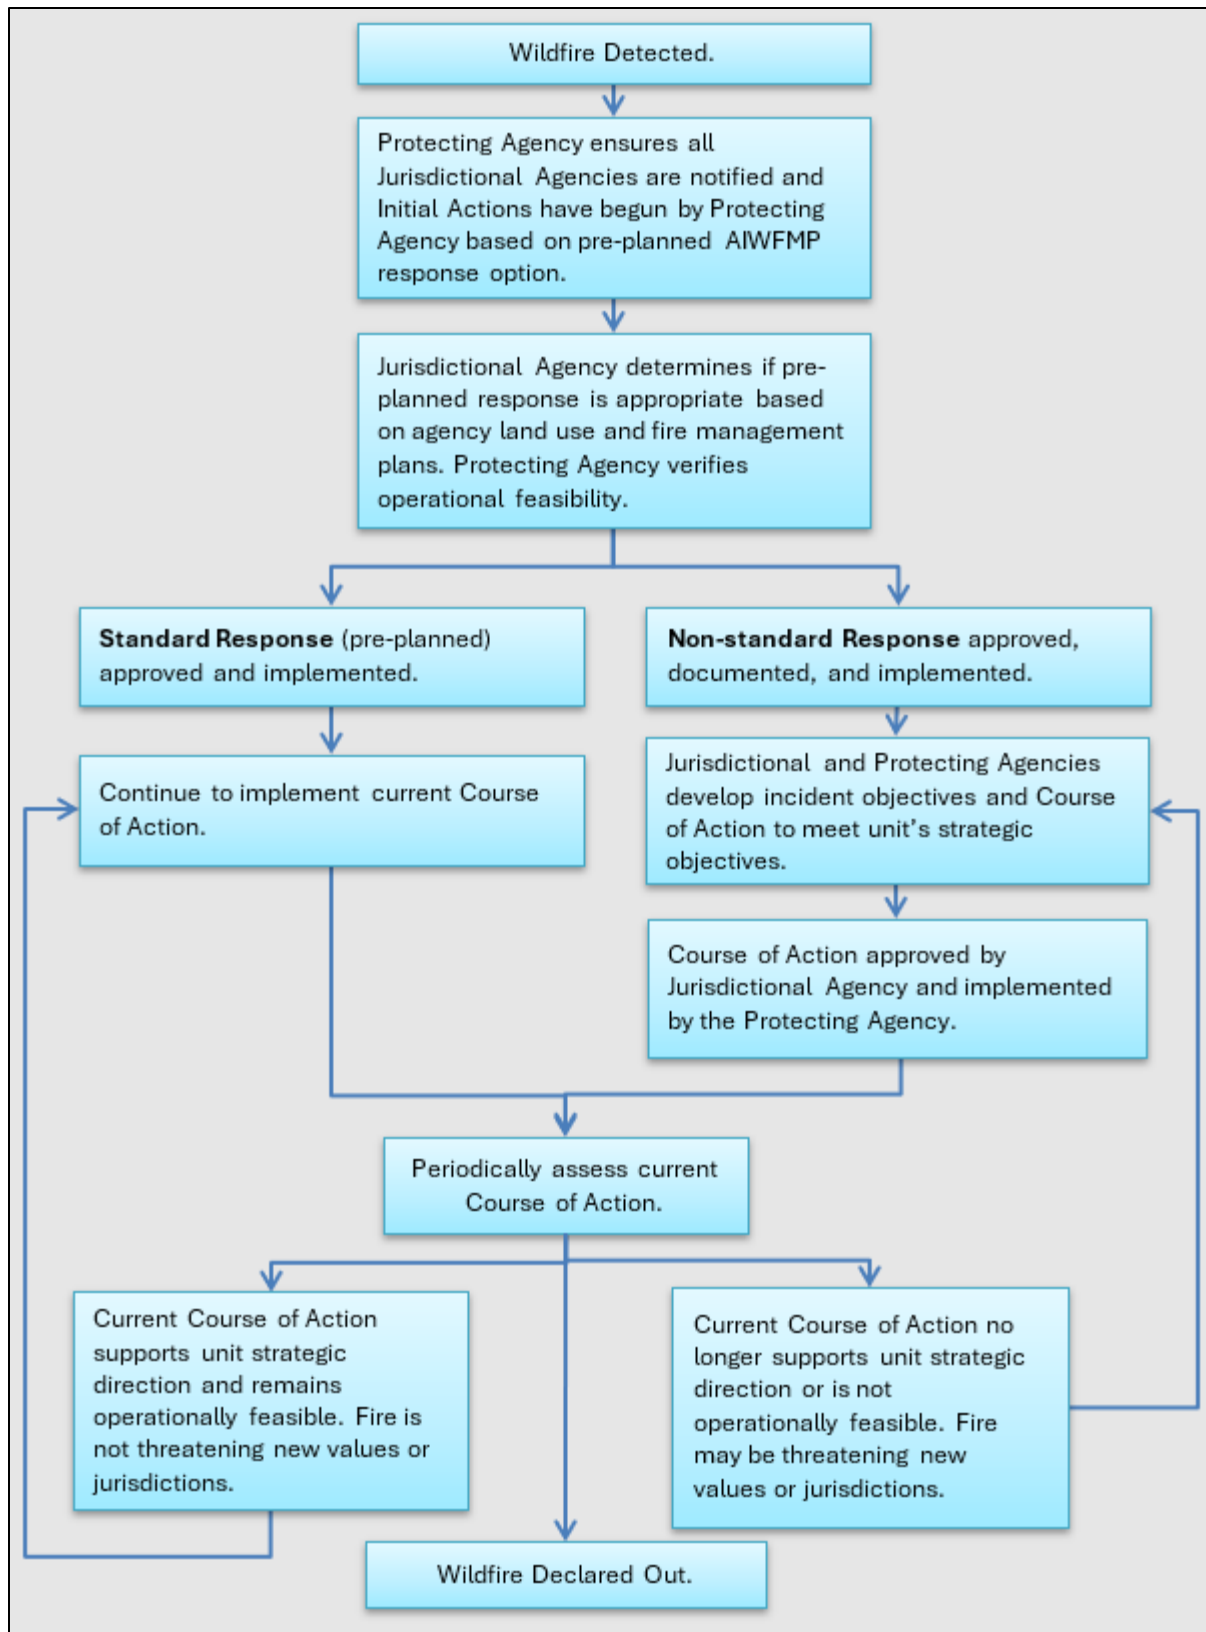 Wildfire Detected.
Protecting Agency ensures all
Jurisdictional Agencies are notified and
Initial Actions have begun by Protecting
Agency based on pre-planned AIWFMP
response option.
Jurisdictional Agency determines if pre-
planned response is appropriate based
on agency land use and fire management
plans. Protecting Agency verifies
operational feasibility.
Standard Response (pre-planned)
approved and implemented.
Non-standard Response approved,
documented, and implemented.
Continue to implement current Course
of Action.
Jurisdictional and Protecting Agencies
develop incident objectives and Course
of Action to meet unit’s strategic
objectives.
Course of Action approved by
Jurisdictional Agency and implemented
by the Protecting Agency.
Periodically assess current
Course of Action.
Current Course of Action
supports unit strategic
direction and remains
operationally feasible. Fire is
not threatening new values or
jurisdictions.
Current Course of Action no
longer supports unit strategic
direction or is not
operationally feasible. Fire
may be threatening new
values or jurisdictions.
Wildfire Declared Out.